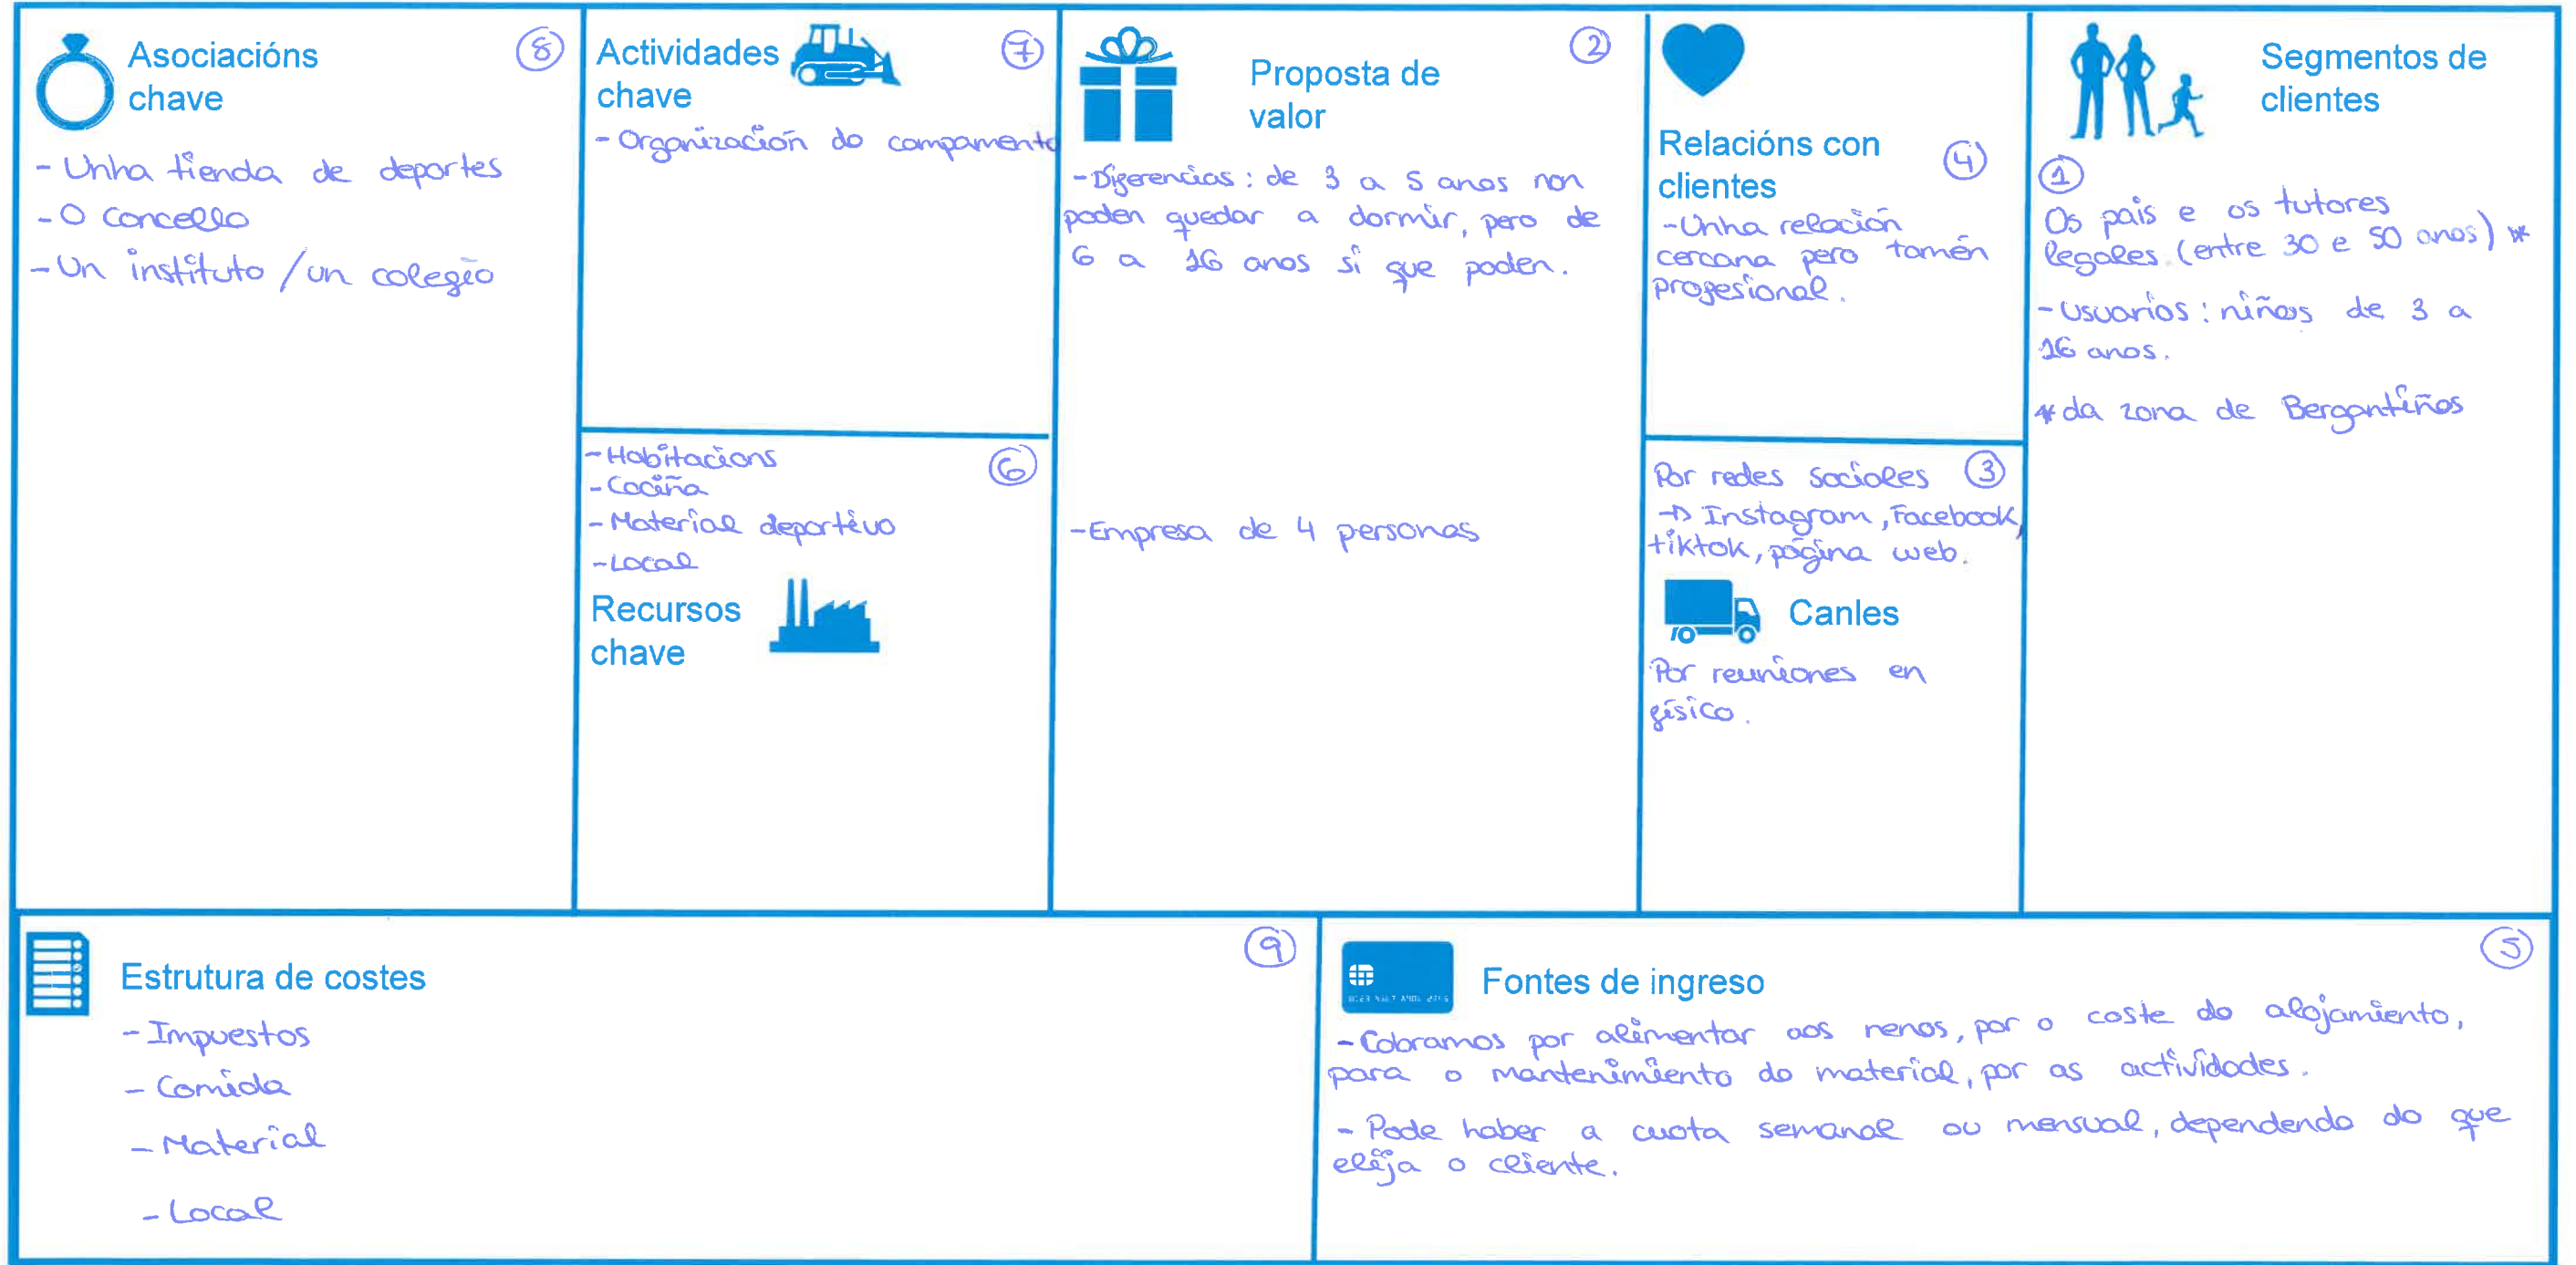 Asociacións
chave
8
- Unha tienda de deportes
- O Concello
- Un instituto / un colegio
Actividades
chave
7
- Organización do campamento
- Habitacions
6
- Cociña
- Material deportivo
- Local
Recursos
chave
Proposta de
valor
2
- Diferencias: de 3 a 5 anos non
poden quedar a dormir, pero de
6 a 16 anos si que poden.
- Empresa de 4 personas
Relacións con
clientes
4
- Unha relación
cercana pero tamén
profesional.
Por redes sociales
3
→ Instagram, Facebook,
tiktok, página web.
Canles
Por reuniones en
físico.
Segmentos de
clientes
1
Os pais e os tutores
legales (entre 30 e 50 anos) *
- Usuarios: niños de 3 a
16 anos.
* da zona de Bergantiños
Estrutura de costes
9
- Impuestos
- Comida
- Material
- Local
Fontes de ingreso
5
- Cobramos por alimentar aos nenos, por o coste do alojamiento,
para o mantenimiento do material, por as actividades.
- Pode haber a cuota semanal ou mensual, dependendo do que
elija o cliente.